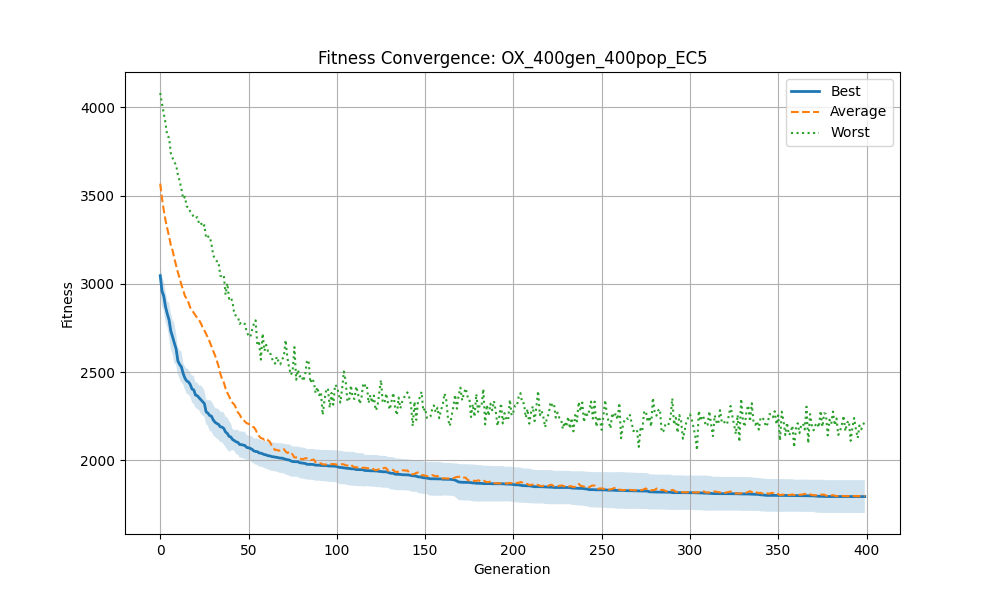 Fitness Convergence: OX_400gen_400pop_EC5
Best
Average
Worst
4000
3500
3000
2500
2000
Fitness
0 50 100 150 200 250 300 350 400
Generation